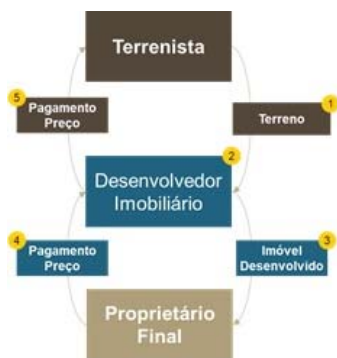 Terrenista
5
Pagamento
Preço
1
Terreno
2
Desenvolvedor
Imobiliário
4
Pagamento
Preço
3
Imóvel
Desenvolvido
Proprietário
Final